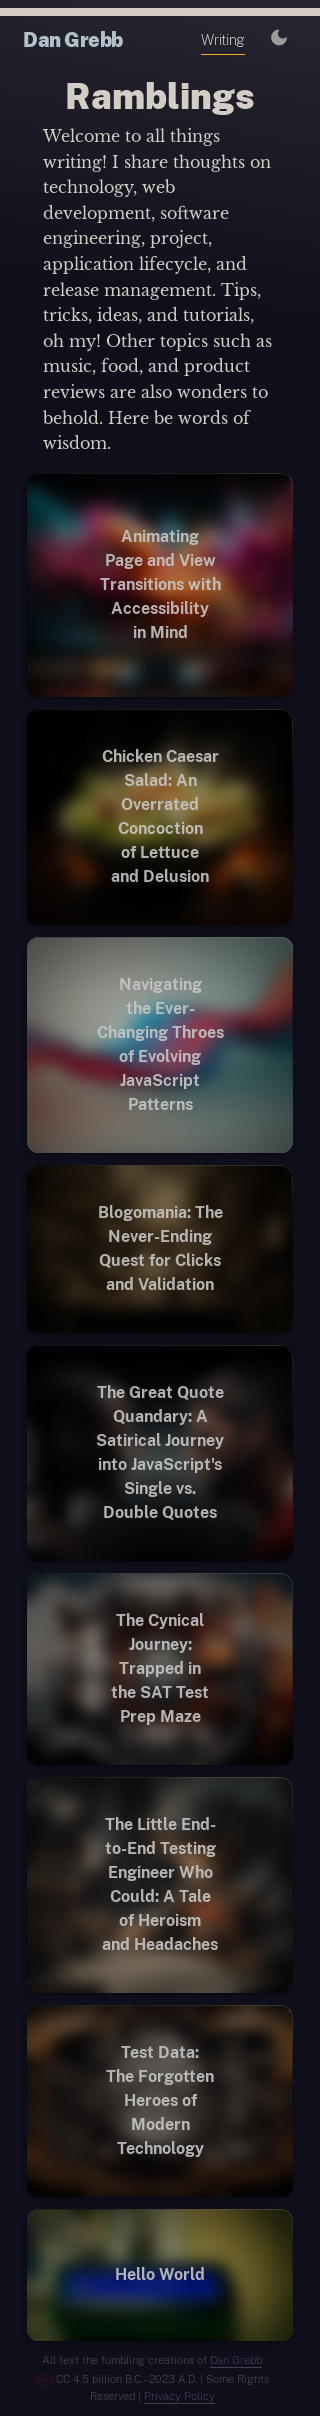 Dan Grebb
Writing
Ramblings
Welcome to all things
writing! I share thoughts on
technology, web
development, software
engineering, project,
application lifecycle, and
release management. Tips,
tricks, ideas, and tutorials,
oh my! Other topics such as
music, food, and product
reviews are also wonders to
behold. Here be words of
wisdom.
Animating
Page and View
Transitions with
Accessibility
in Mind
Chicken Caesar
Salad: An
Overrated
Concoction
of Lettuce
and Delusion
Navigating
the Ever-
Changing Throes
of Evolving
JavaScript
Patterns
Blogomania: The
Never-Ending
Quest for Clicks
and Validation
The Great Quote
Quandary: A
Satirical Journey
into JavaScript's
Single vs.
Double Quotes
The Cynical
Journey:
Trapped in
the SAT Test
Prep Maze
The Little End-
to-End Testing
Engineer Who
Could: A Tale
of Heroism
and Headaches
Test Data:
The Forgotten
Heroes of
Modern
Technology
Hello World
All text the fumbling creations of Dan Grebb
CC 4.5 billion B.C.–2023 A.D. | Some Rights
Reserved | Privacy Policy